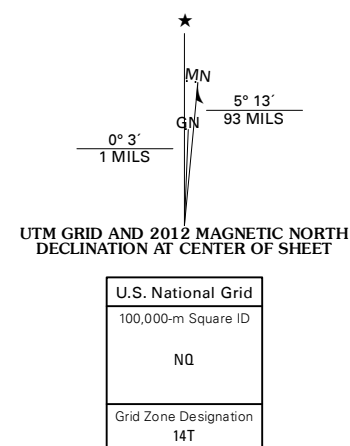 ★
MN
GN
5° 13´
93 MILS
0° 3´
1 MILS
UTM GRID AND 2012 MAGNETIC NORTH
DECLINATION AT CENTER OF SHEET
U.S. National Grid
100,000-m Square ID
NQ
Grid Zone Designation
14T